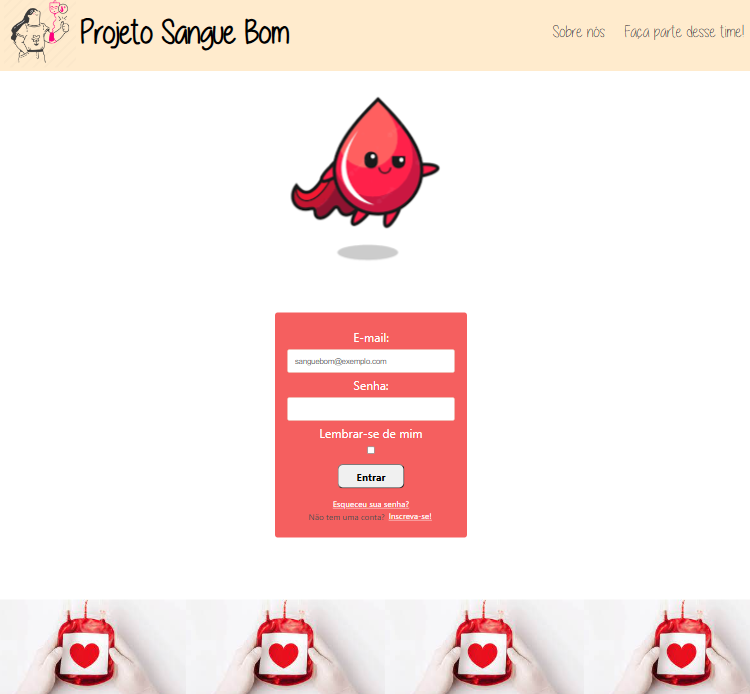 Projeto Sangue Bom
Sobre nós
Faça parte desse time!
E-mail:
sanguebom@exemplo.com
Senha:
Lembrar-se de mim
Entrar
Esqueceu sua senha?
Não tem uma conta? Inscreva-se!